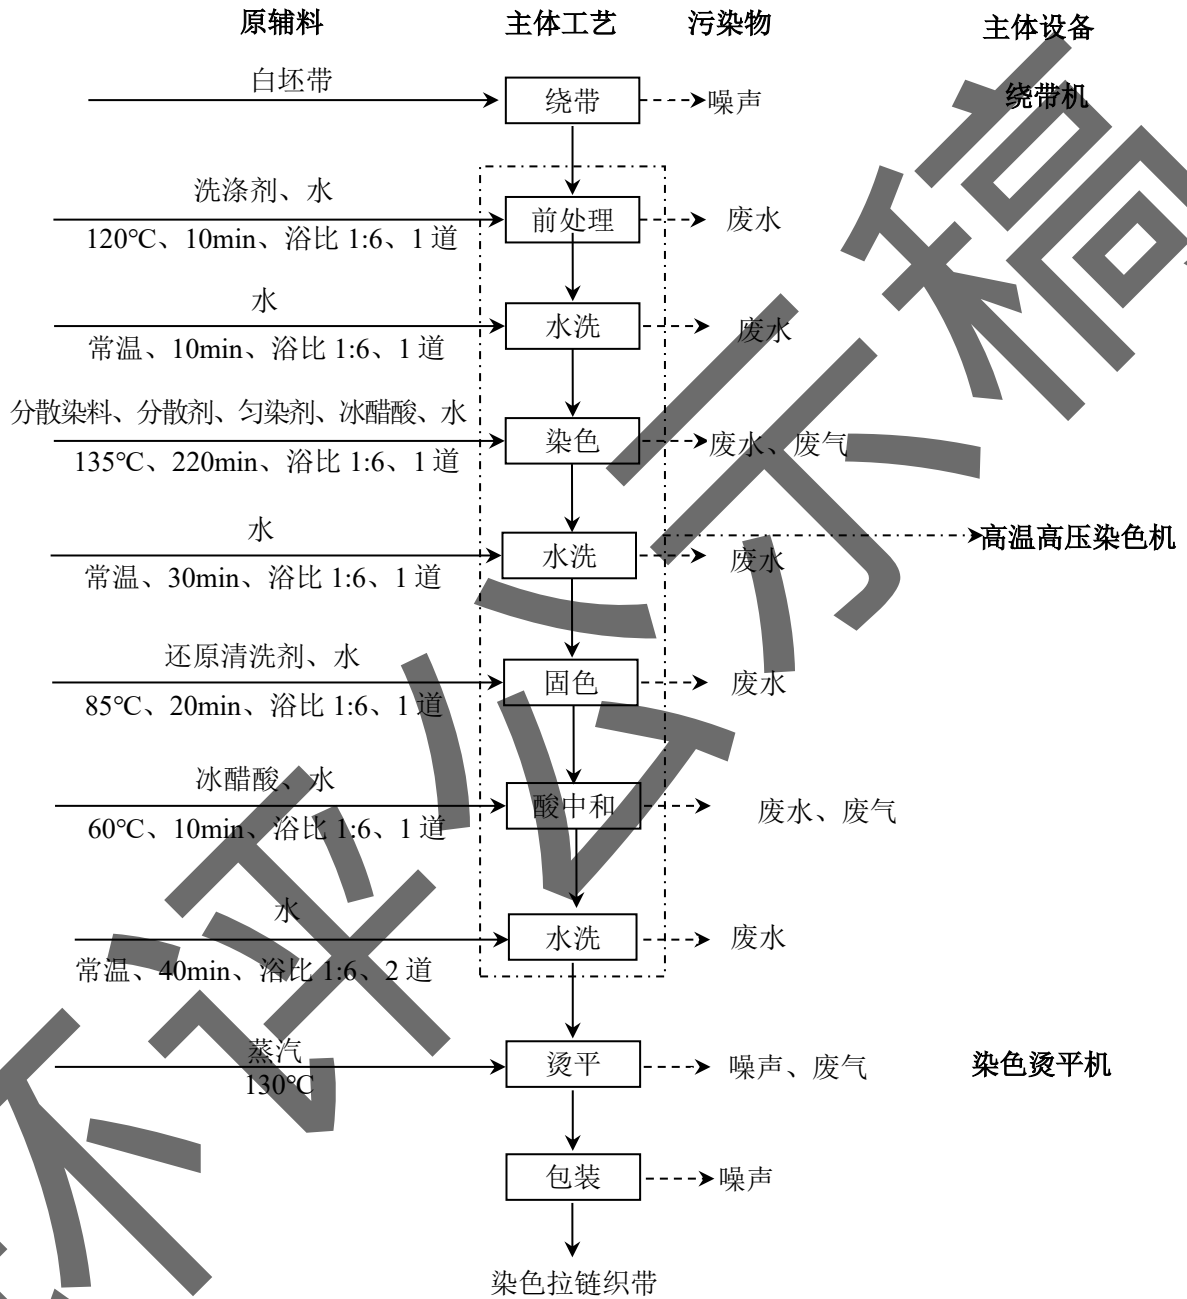 原辅料 主体工艺 污染物 主体设备
白坯带
绕带 噪声 绕带机
洗涤剂、水
前处理 废水
120°C、10min、浴比 1:6、1 道
水
水洗 废水
常温、10min、浴比 1:6、1 道
分散染料、分散剂、匀染剂、冰醋酸、水
染色 废水、废气
135°C、220min、浴比 1:6、1 道
水
高温高压染色机
水洗 废水
常温、30min、浴比 1:6、1 道
还原清洗剂、水
固色 废水
85°C、20min、浴比 1:6、1 道
冰醋酸、水
酸中和 废水、废气
60°C、10min、浴比 1:6、1 道
水
水洗 废水
常温、40min、浴比 1:6、2 道
蒸汽
烫平 噪声、废气 染色烫平机
130°C
包装 噪声
染色拉链织带
环评公示稿